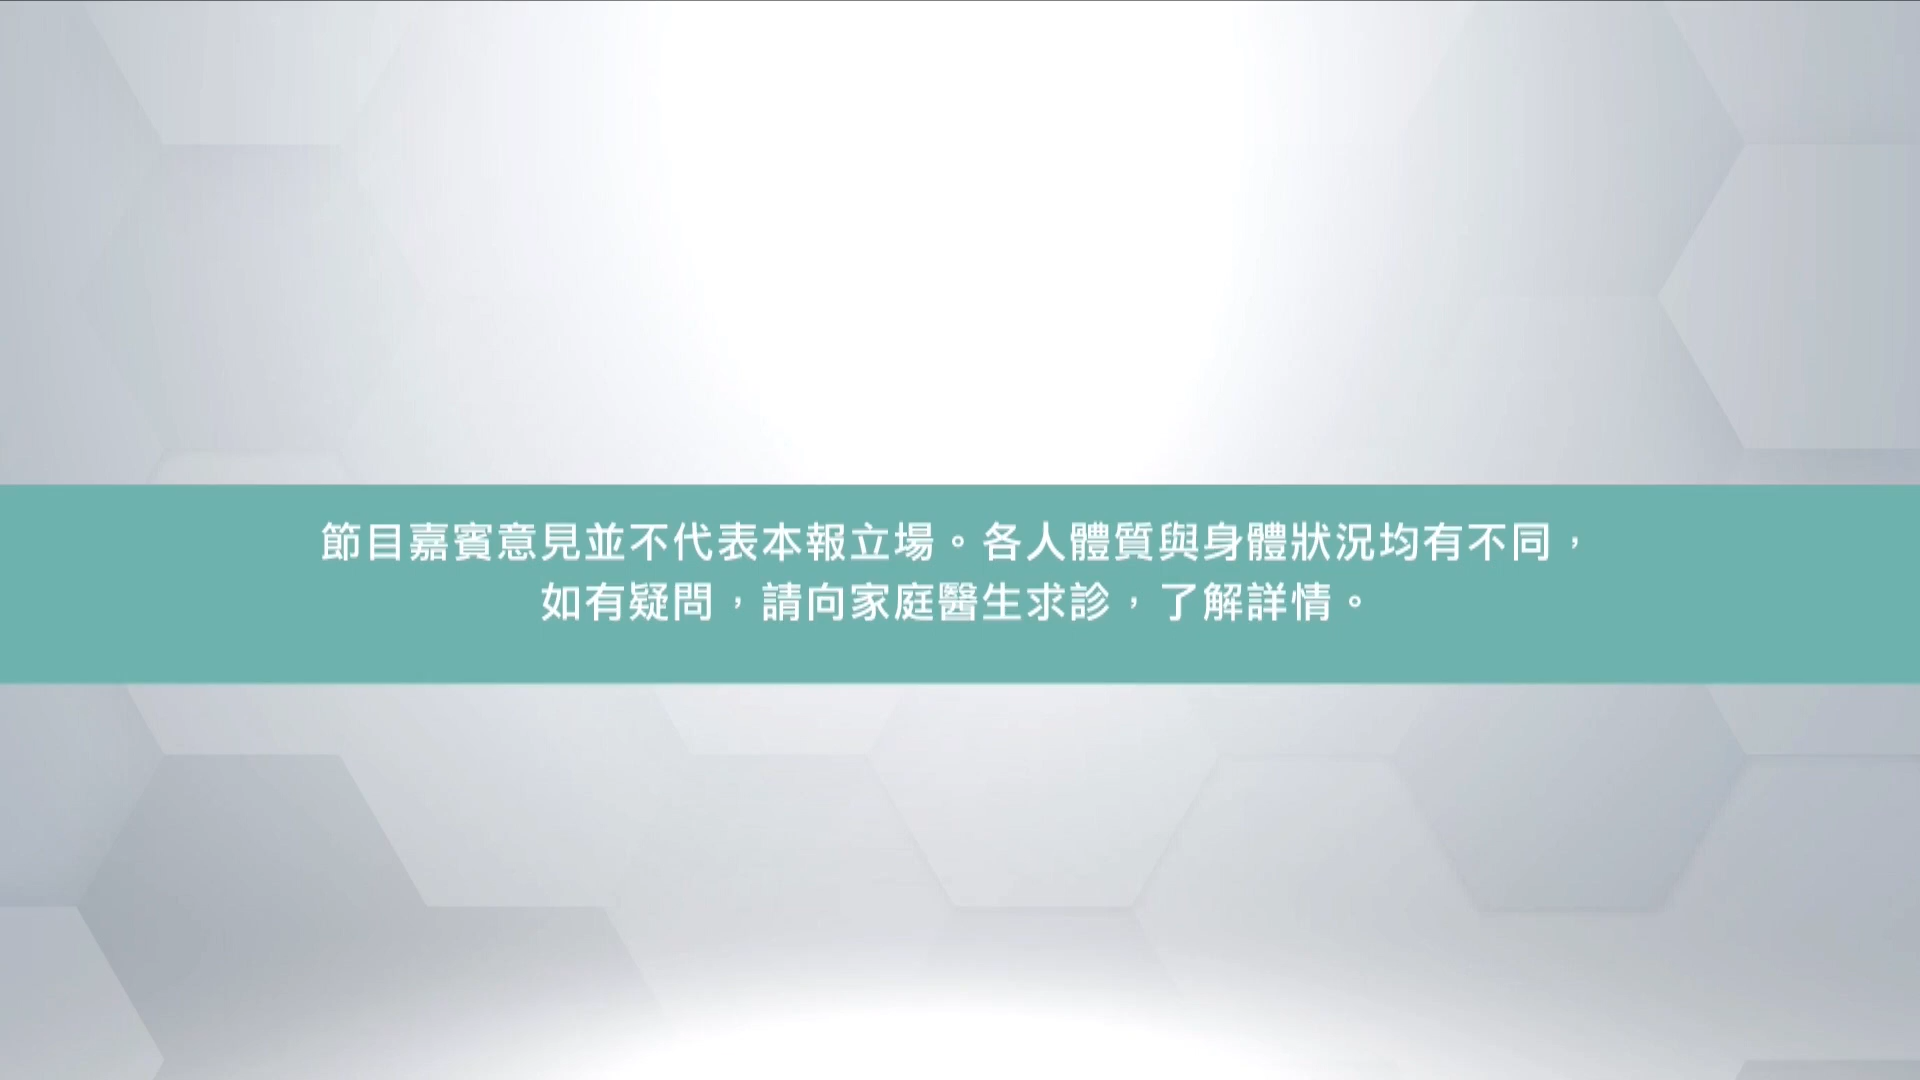 節目嘉賓意見並不代表本報立場。各人體質與身體狀況均有不同，
如有疑問，請向家庭醫生求診，了解詳情。